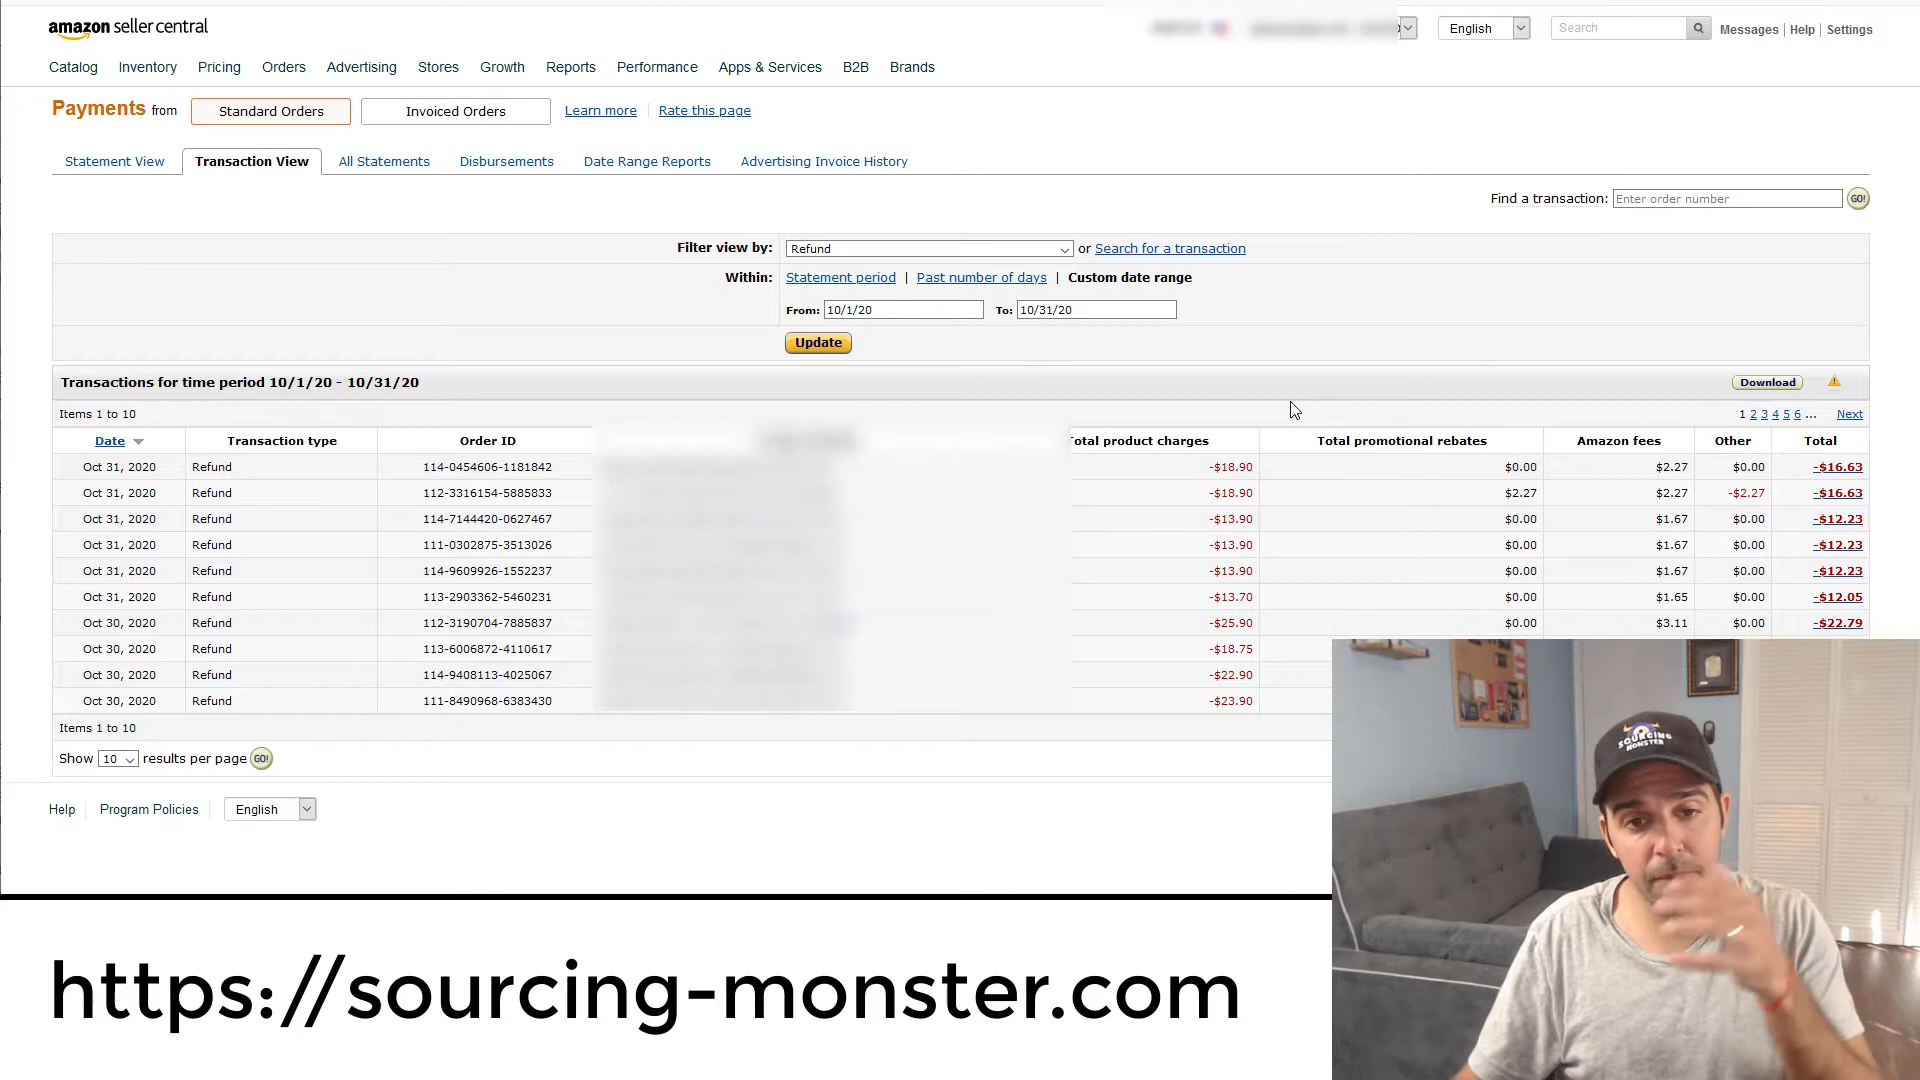 amazon seller central
English
Search
Messages | Help | Settings
Catalog Inventory Pricing Orders Advertising Stores Growth Reports Performance Apps & Services B2B Brands
Payments from Standard Orders Invoiced Orders Learn more Rate this page
Statement View Transaction View All Statements Disbursements Date Range Reports Advertising Invoice History
Find a transaction: Enter order number GO!
Filter view by: Refund or Search for a transaction
Within: Statement period | Past number of days | Custom date range
From: 10/1/20 To: 10/31/20
Update
Transactions for time period 10/1/20 - 10/31/20 Download
Items 1 to 10 1 2 3 4 5 6 ... Next
Date Transaction type Order ID otal product charges Total promotional rebates Amazon fees Other Total
Oct 31, 2020 Refund 114-0454606-1181842 -$18.90 $0.00 $2.27 $0.00 -$16.63
Oct 31, 2020 Refund 112-3316154-5885833 -$18.90 $2.27 $2.27 -$2.27 -$16.63
Oct 31, 2020 Refund 114-7144420-0627467 -$13.90 $0.00 $1.67 $0.00 -$12.23
Oct 31, 2020 Refund 111-0302875-3513026 -$13.90 $0.00 $1.67 $0.00 -$12.23
Oct 31, 2020 Refund 114-9609926-1552237 -$13.90 $0.00 $1.67 $0.00 -$12.23
Oct 31, 2020 Refund 113-2903362-5460231 -$13.70 $0.00 $1.65 $0.00 -$12.05
Oct 30, 2020 Refund 112-3190704-7885837 -$25.90 $0.00 $3.11 $0.00 -$22.79
Oct 30, 2020 Refund 113-6006872-4110617 -$18.75
Oct 30, 2020 Refund 114-9408113-4025067 -$22.90
Oct 30, 2020 Refund 111-8490968-6383430 -$23.90
Items 1 to 10
Show 10 results per page GO!
Help Program Policies English
SOURCING
MONSTER
https://sourcing-monster.com